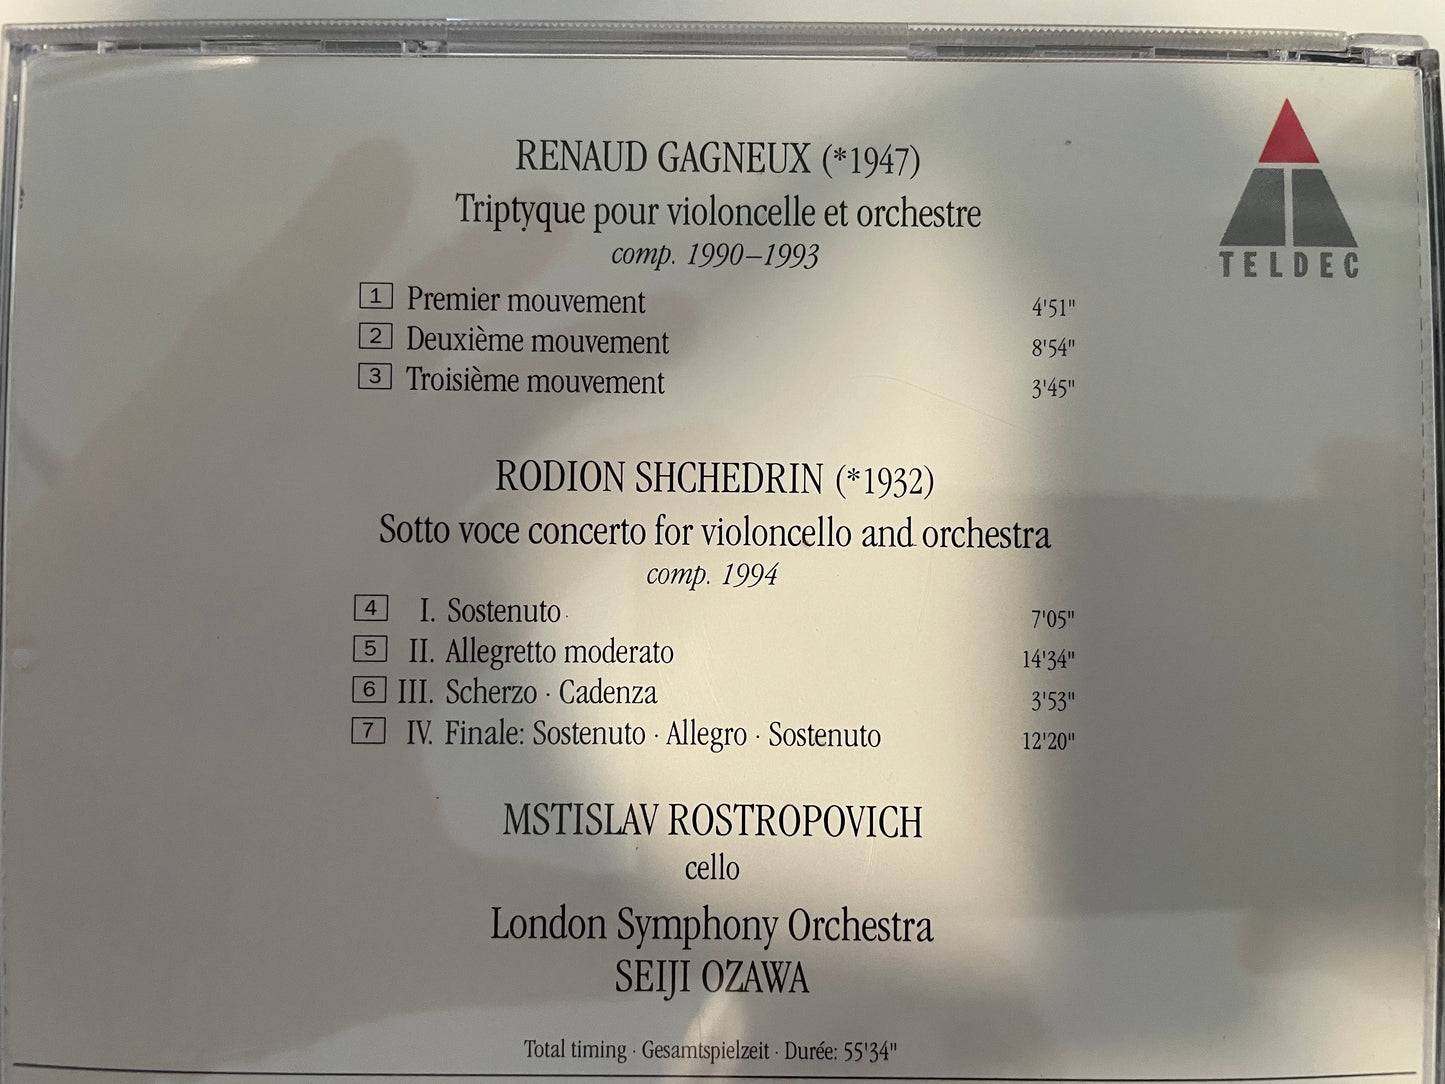 RENAUD GAGNEUX (*1947)
Triptyque pour violoncelle et orchestre
comp. 1990–1993
TELDEC
1 Premier mouvement 4'51"
2 Deuxième mouvement 8'54"
3 Troisième mouvement 3'45"
RODION SHCHEDRIN (*1932)
Sotto voce concerto for violoncello and orchestra
comp. 1994
4 I. Sostenuto 7'05"
5 II. Allegretto moderato 14'34"
6 III. Scherzo · Cadenza 3'53"
7 IV. Finale: Sostenuto · Allegro · Sostenuto 12'20"
MSTISLAV ROSTROPOVICH
cello
London Symphony Orchestra
SEIJI OZAWA
Total timing · Gesamtspielzeit · Durée: 55'34"